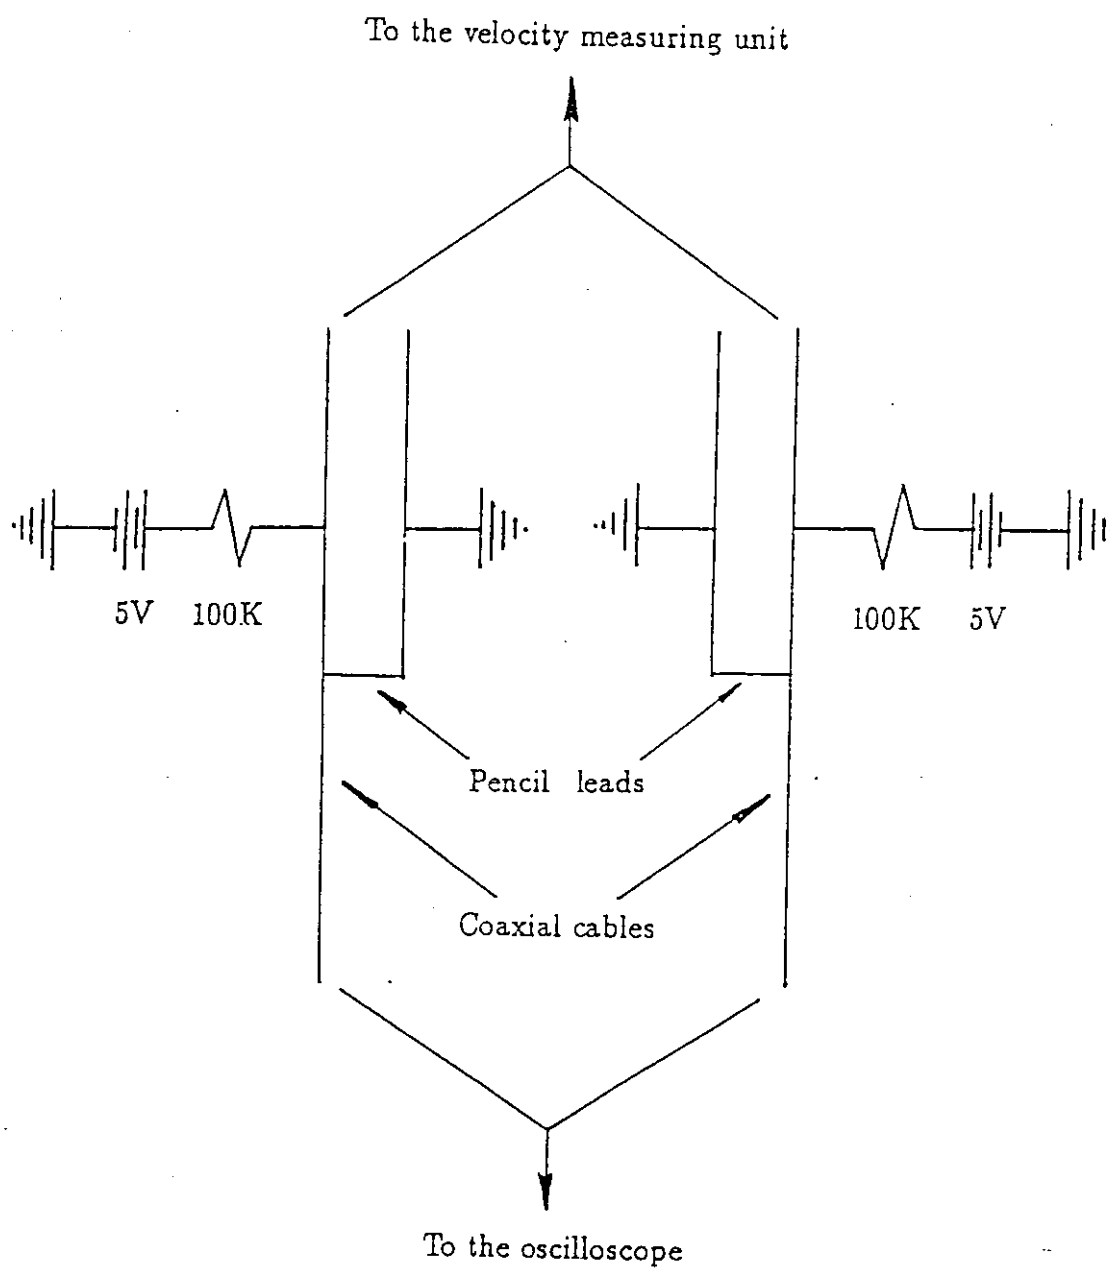 To the velocity measuring unit
5V 100K
100K 5V
Pencil leads
Coaxial cables
To the oscilloscope